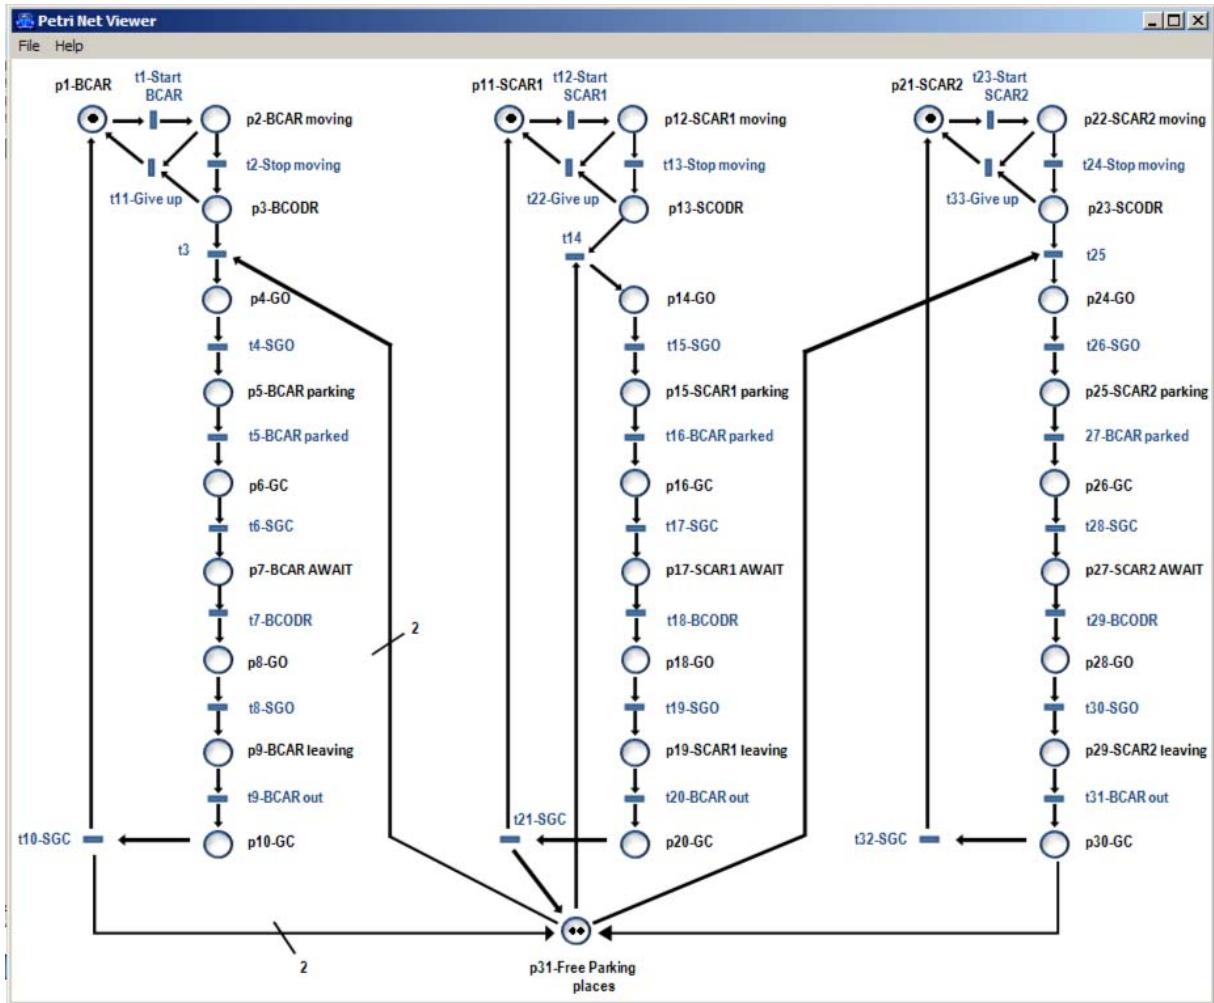 Petri Net Viewer
File Help
p1-BCAR
t1-Start
BCAR
p2-BCAR moving
t2-Stop moving
t11-Give up
p3-BCODR
t3
p4-GO
t4-SGO
p5-BCAR parking
t5-BCAR parked
p6-GC
t6-SGC
p7-BCAR AWAIT
t7-BCODR
p8-GO
t8-SGO
p9-BCAR leaving
t9-BCAR out
t10-SGC
p10-GC
2
2
p11-SCAR1
t12-Start
SCAR1
p12-SCAR1 moving
t13-Stop moving
t22-Give up
p13-SCODR
t14
p14-GO
t15-SGO
p15-SCAR1 parking
t16-BCAR parked
p16-GC
t17-SGC
p17-SCAR1 AWAIT
t18-BCODR
p18-GO
t19-SGO
p19-SCAR1 leaving
t20-BCAR out
t21-SGC
p20-GC
p21-SCAR2
t23-Start
SCAR2
p22-SCAR2 moving
t24-Stop moving
t33-Give up
p23-SCODR
t25
p24-GO
t26-SGO
p25-SCAR2 parking
27-BCAR parked
p26-GC
t28-SGC
p27-SCAR2 AWAIT
t29-BCODR
p28-GO
t30-SGO
p29-SCAR2 leaving
t31-BCAR out
t32-SGC
p30-GC
p31-Free Parking
places